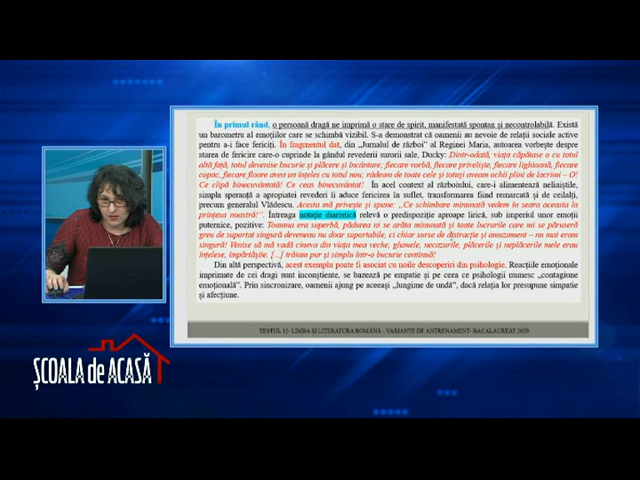 În primul rând, o persoană dragă ne imprimă o stare de spirit, manifestată spontan și necontrolabilă. Există
un barometru al emoțiilor care se schimbă vizibil. S-a demonstrat că oamenii au nevoie de relații sociale active
pentru a-i face fericiți. În fragmentul dat, din „Jurnalul de război” al Reginei Maria, autoarea vorbește despre
starea de fericire care-o cuprinde la gândul revederii surorii sale, Ducky: Dintr-odată, viața căpătase o cu totul
altă față, totul devenise bucurie și plăcere și încântare; fiecare vorbă, fiecare priveliște, fiecare lighioană, fiecare
copac, fiecare floare avea un înțeles cu totul nou; râdeam de toate cele și totuși aveam ochii plini de lacrimi – O!
Ce clipă binecuvântată! Ce ceas binecuvântat! În acel context al războiului, care-i alimentează neliniștile,
simpla speranță a apropiatei revederi îi aduce fericirea în suflet, transformarea fiind remarcată și de ceilalți,
precum generalul Vlădescu. Acesta mă privește și spune: „Ce schimbare minunată vedem în seara aceasta în
prințesa noastră!”. Întreaga notație diaristică relevă o predispoziție aproape lirică, sub imperiul unor emoții
puternice, pozitive: Toamna era superbă, pădurea ni se arăta minunată și toate lucrurile care mi se păruseră
greu de suportat singură deveneau nu doar suportabile, ci chiar surse de distracție și amuzament – nu mai eram
singură! Venise să mă vadă cineva din viața mea veche, glumele, necazurile, plăcerile și neplăcerile mele erau
înțelese, împărtășite. [...] trăiam pur și simplu într-o bucurie continuă!
Din altă perspectivă, acest exemplu poate fi asociat cu noile descoperiri din psihologie. Reacțiile emoționale
imprimate de cei dragi sunt inconștiente, se bazează pe empatie și pe ceea ce psihologii numesc „contagiune
emoțională”. Prin sincronizare, oamenii ajung pe aceeași „lungime de undă”, dacă relația lor presupune simpatie
și afecțiune.
TESTUL 12- LIMBA ȘI LITERATURA ROMÂNĂ - VARIANTE DE ANTRENAMENT- BACALAUREAT 2020
ȘCOALA de ACASĂ